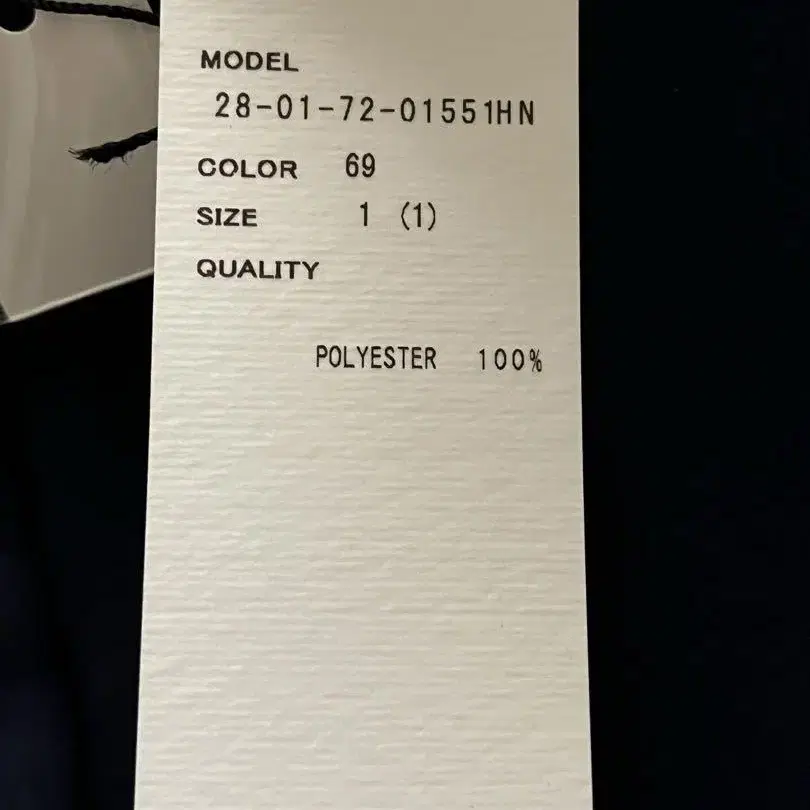 MODEL
28-01-72-01551HN
COLOR 69
SIZE 1 (1)
QUALITY
POLYESTER 100%